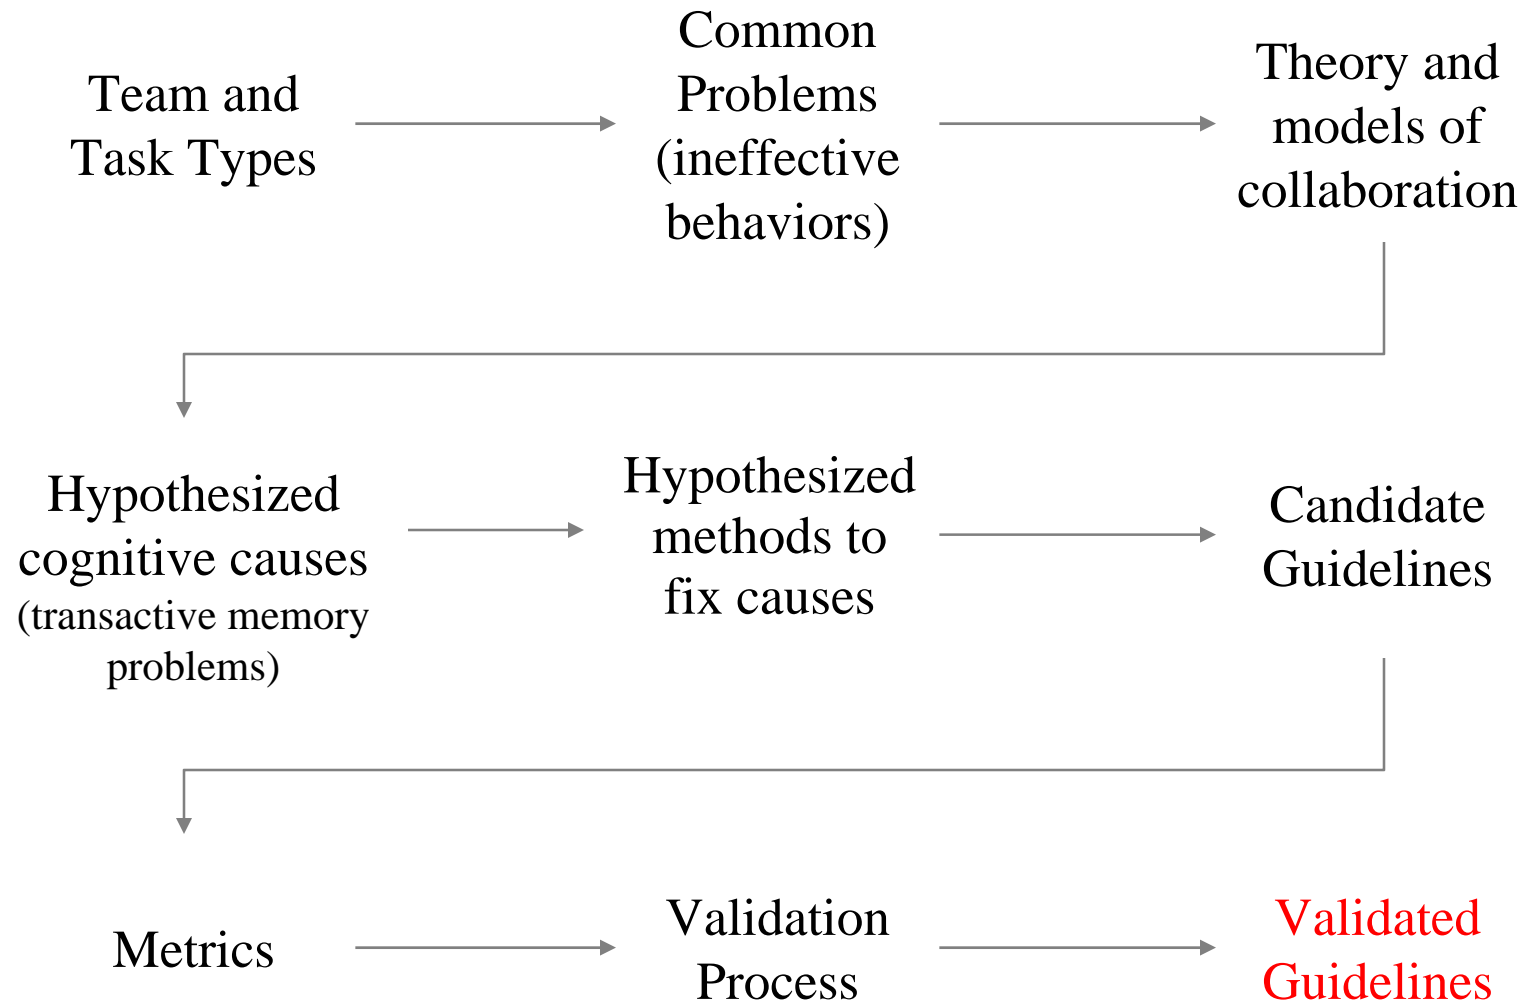 Team and
Task Types
Common
Problems
(ineffective
behaviors)
Theory and
models of
collaboration
Hypothesized
cognitive causes
(transactive memory
problems)
Hypothesized
methods to
fix causes
Candidate
Guidelines
Metrics
Validation
Process
Validated
Guidelines